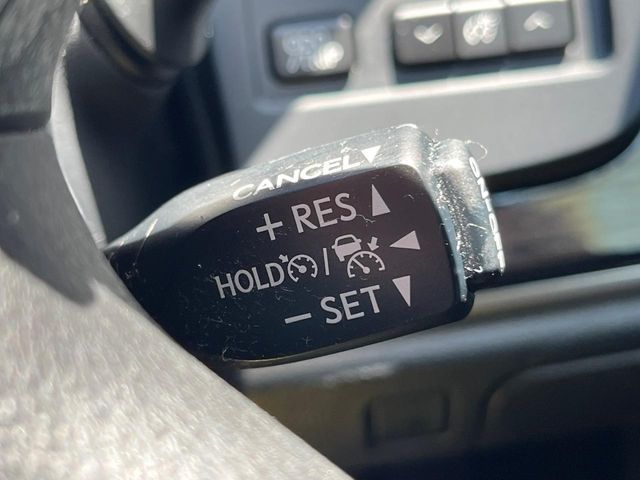 CANCEL
+ RES
HOLD /
− SET